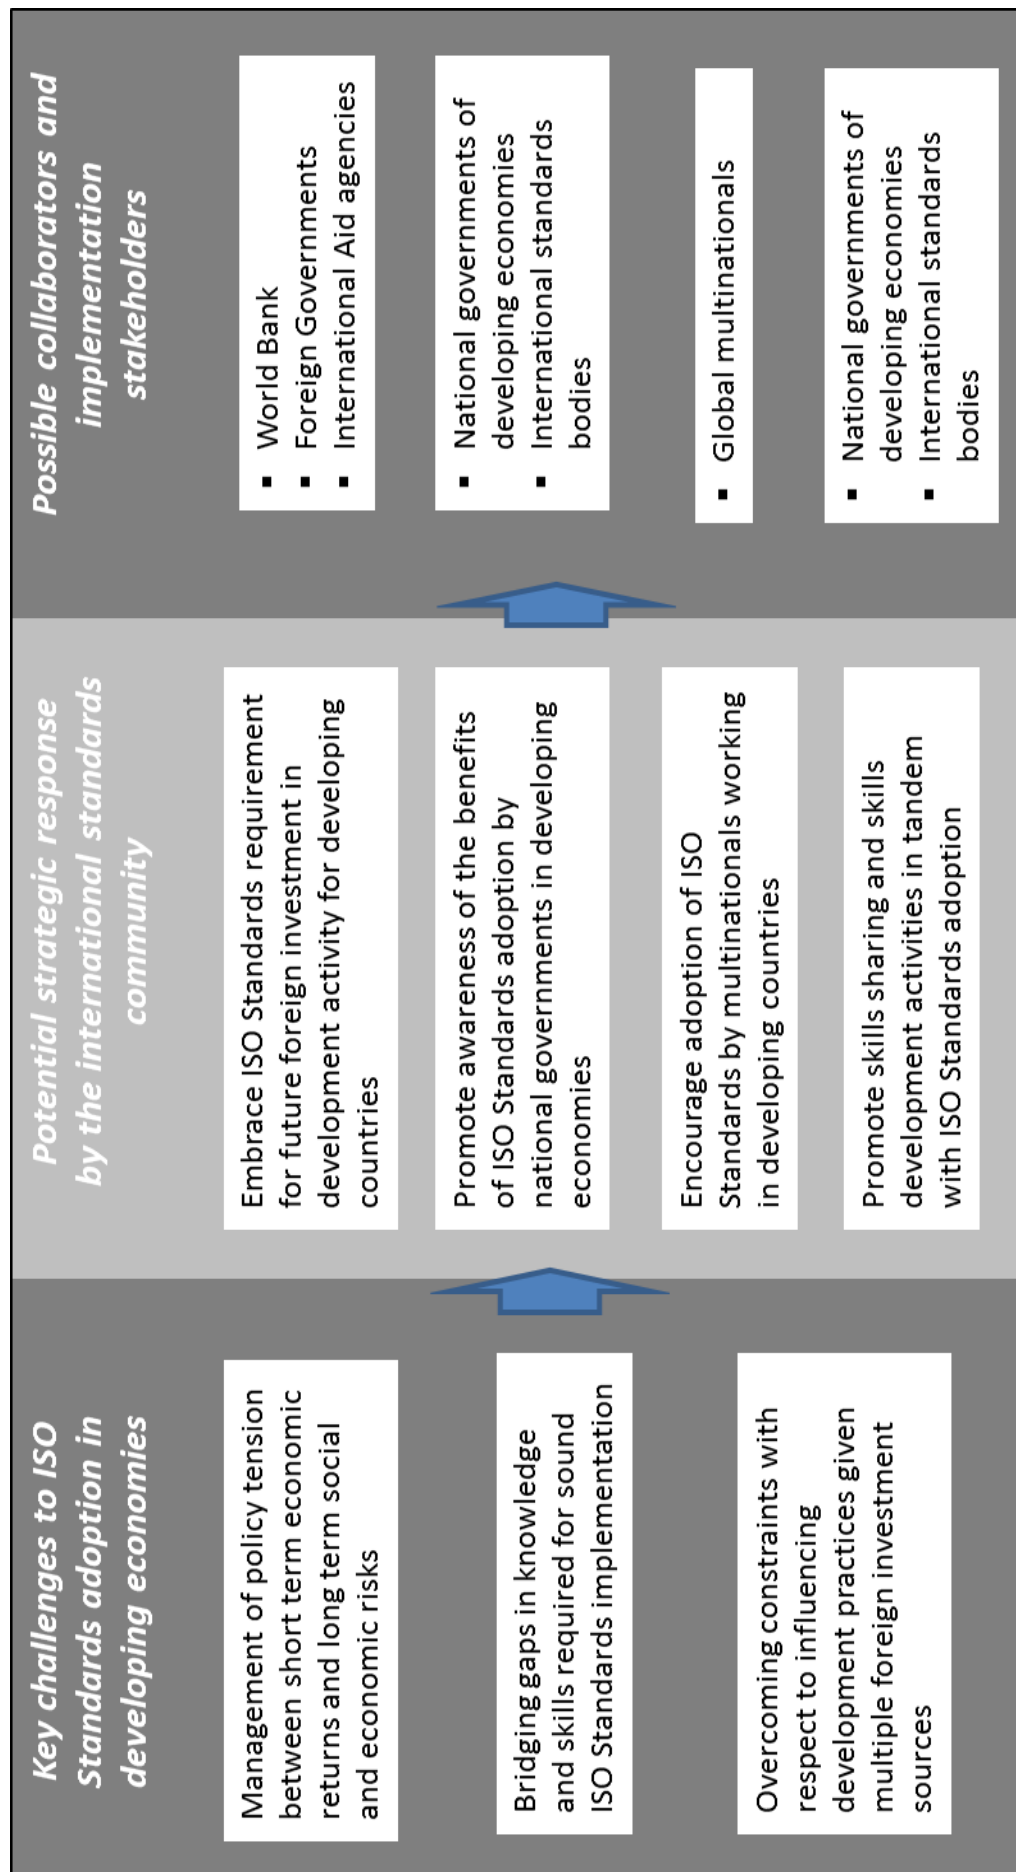 Key challenges to ISO
Standards adoption in
developing economies
Management of policy tension
between short term economic
returns and long term social
and economic risks
Bridging gaps in knowledge
and skills required for sound
ISO Standards implementation
Overcoming constraints with
respect to influencing
development practices given
multiple foreign investment
sources
Potential strategic response
by the international standards
community
Embrace ISO Standards requirement
for future foreign investment in
development activity for developing
countries
Promote awareness of the benefits
of ISO Standards adoption by
national governments in developing
economies
Encourage adoption of ISO
Standards by multinationals working
in developing countries
Promote skills sharing and skills
development activities in tandem
with ISO Standards adoption
Possible collaborators and
implementation
stakeholders
▪ World Bank
▪ Foreign Governments
▪ International Aid agencies
▪ National governments of
developing economies
▪ International standards
bodies
▪ Global multinationals
▪ National governments of
developing economies
▪ International standards
bodies